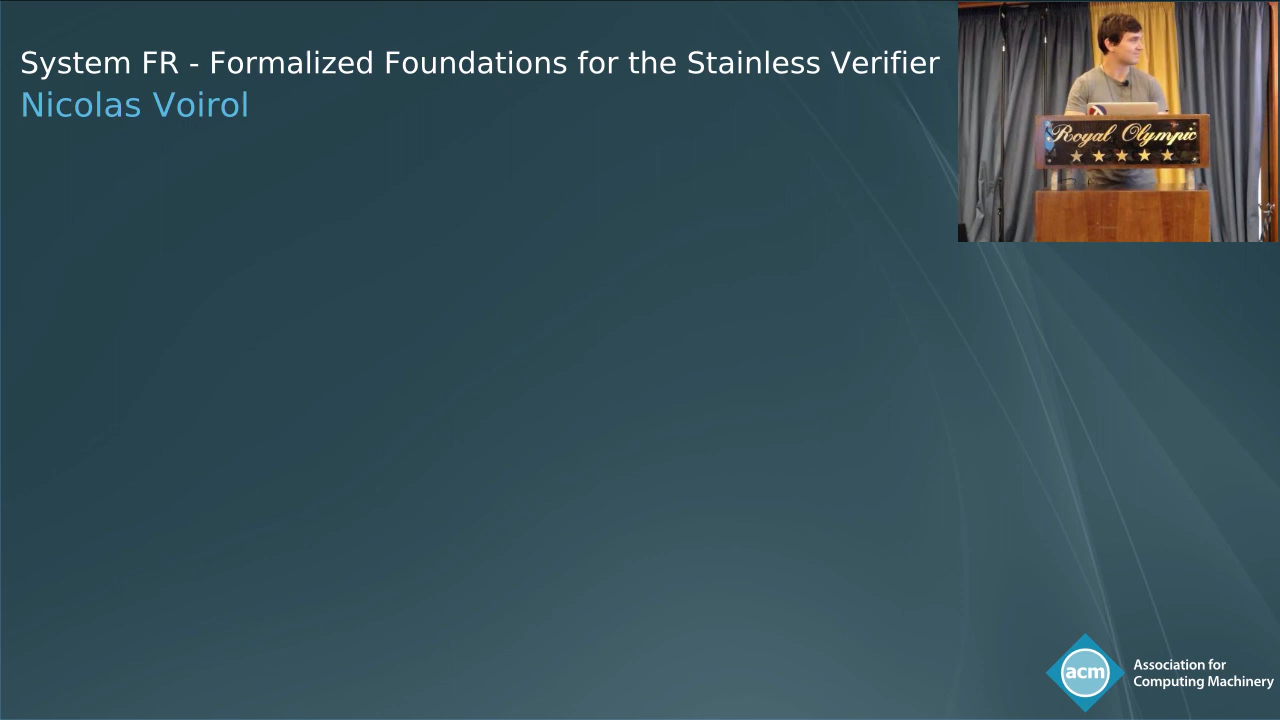 System FR - Formalized Foundations for the Stainless Verifier
Nicolas Voirol
Royal Olympic
acm
Association for
Computing Machinery